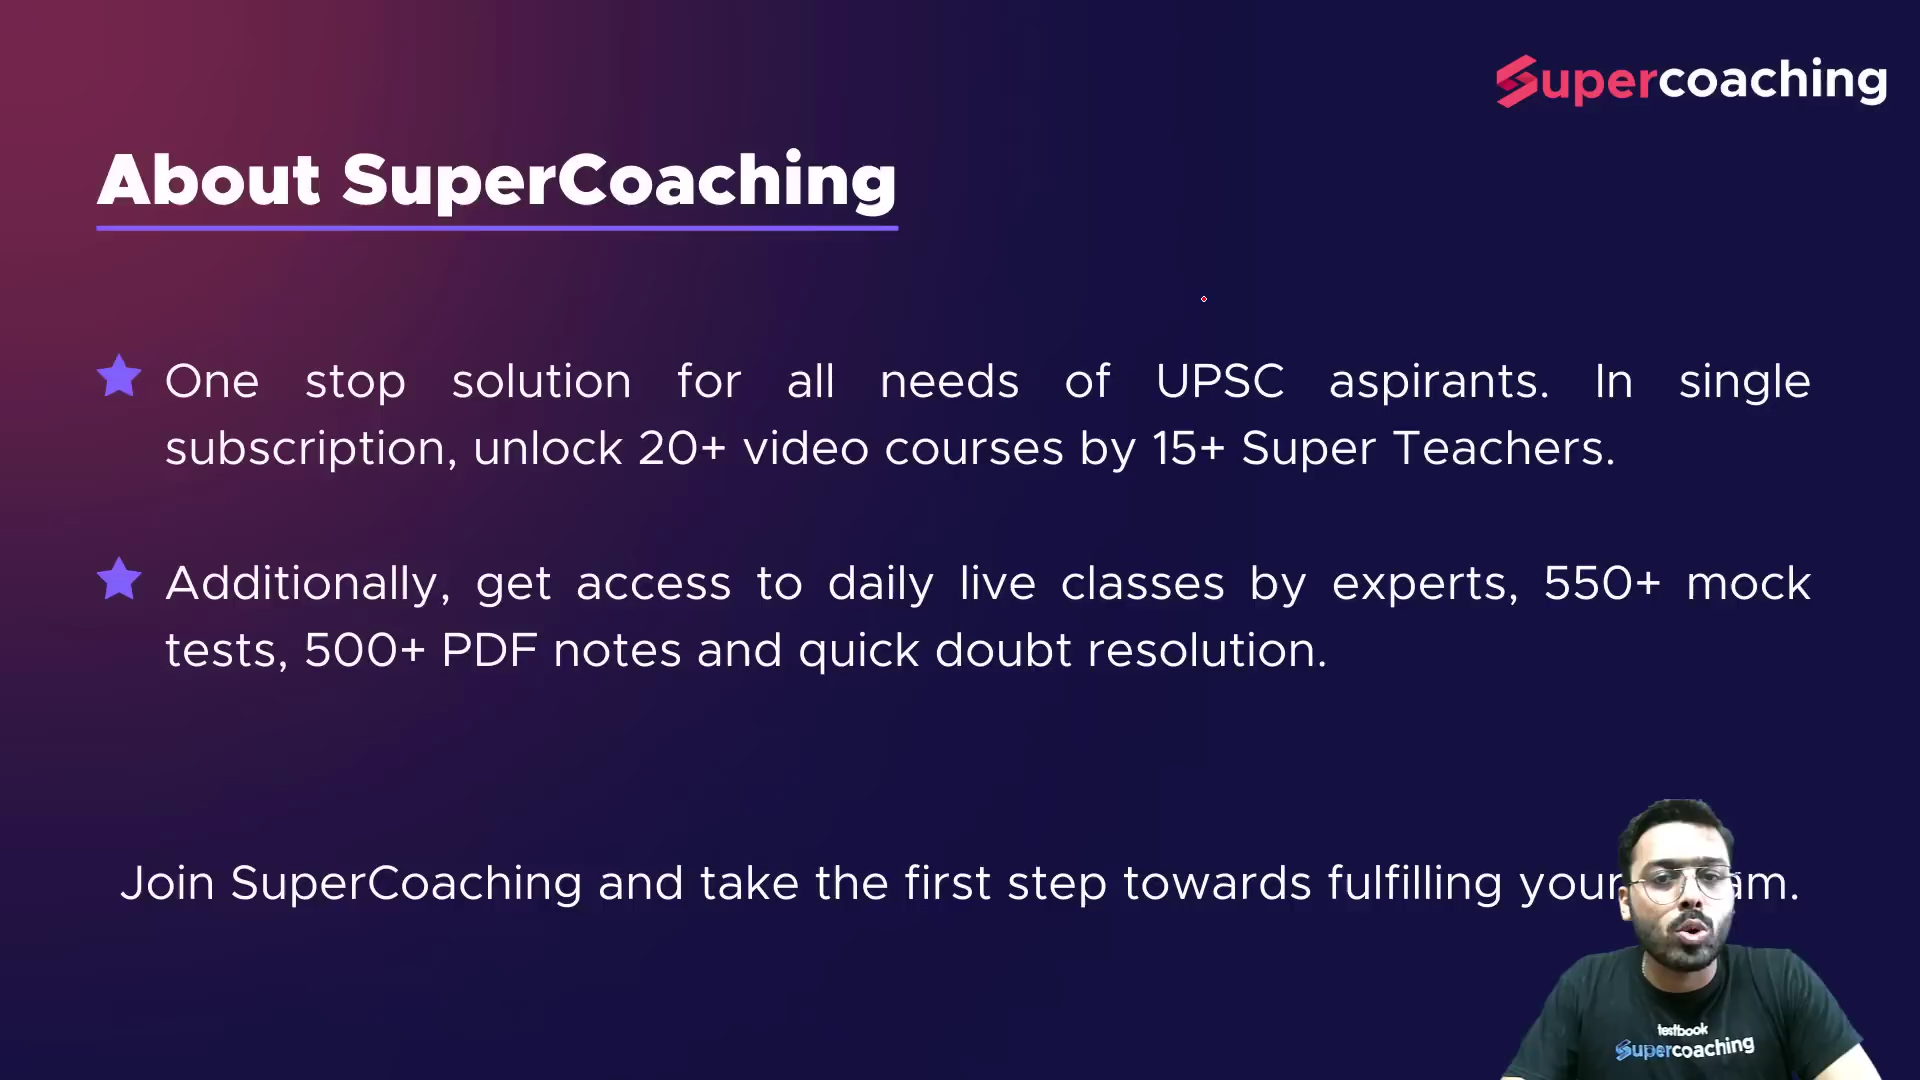 Supercoaching
About SuperCoaching
One stop solution for all needs of UPSC aspirants. In single
subscription, unlock 20+ video courses by 15+ Super Teachers.
Additionally, get access to daily live classes by experts, 550+ mock
tests, 500+ PDF notes and quick doubt resolution.
Join SuperCoaching and take the first step towards fulfilling your
testbook
Supercoaching